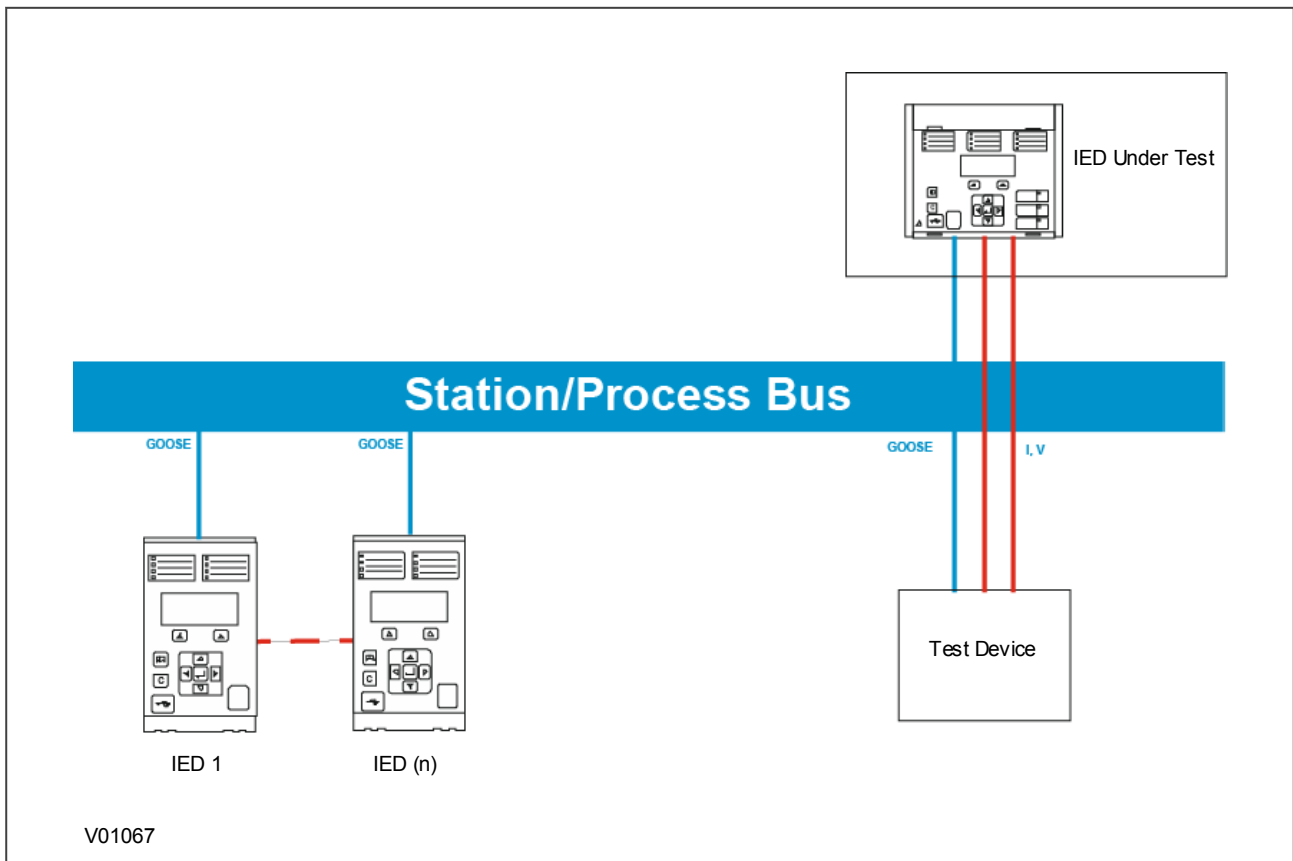 IED Under Test
Station/Process Bus
GOOSE
GOOSE
GOOSE
I, V
C
C
C
Test Device
IED 1
IED (n)
V01067